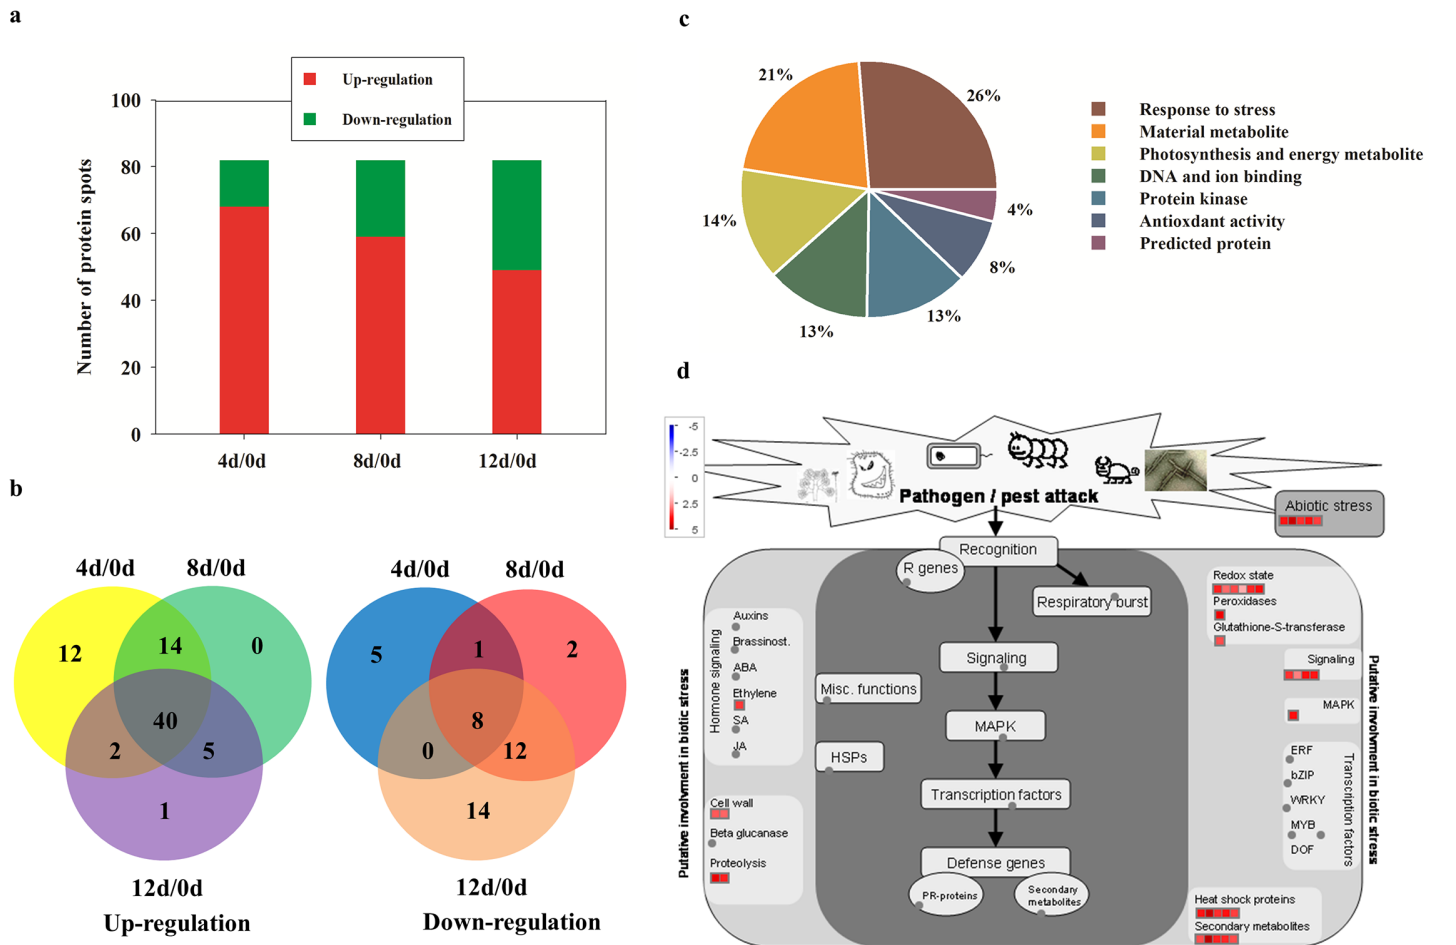 a
Up-regulation
Down-regulation
100
80
60
40
20
0
Number of protein spots
4d/0d
8d/0d
12d/0d
b
4d/0d
8d/0d
12
14
0
40
2
5
1
12d/0d
Up-regulation
4d/0d
8d/0d
5
1
2
8
0
12
14
12d/0d
Down-regulation
c
21%
26%
14%
4%
8%
13%
13%
Response to stress
Material metabolite
Photosynthesis and energy metabolite
DNA and ion binding
Protein kinase
Antioxdant activity
Predicted protein
d
-5
-2.5
0
2.5
5
Pathogen / pest attack
Abiotic stress
Recognition
R genes
Respiratory burst
Signaling
Misc. functions
MAPK
HSPs
Transcription factors
Defense genes
PR-proteins
Secondary
metabolites
Putative involvment in biotic stress
Hormone signaling
Auxins
Brassinost.
ABA
Ethylene
SA
JA
Cell wall
Beta glucanase
Proteolysis
Redox state
Peroxidases
Glutathione-S-transferase
Signaling
MAPK
ERF
bZIP
WRKY
MYB
DOF
Transcription factors
Putative involvment in biotic stress
Heat shock proteins
Secondary metabolites